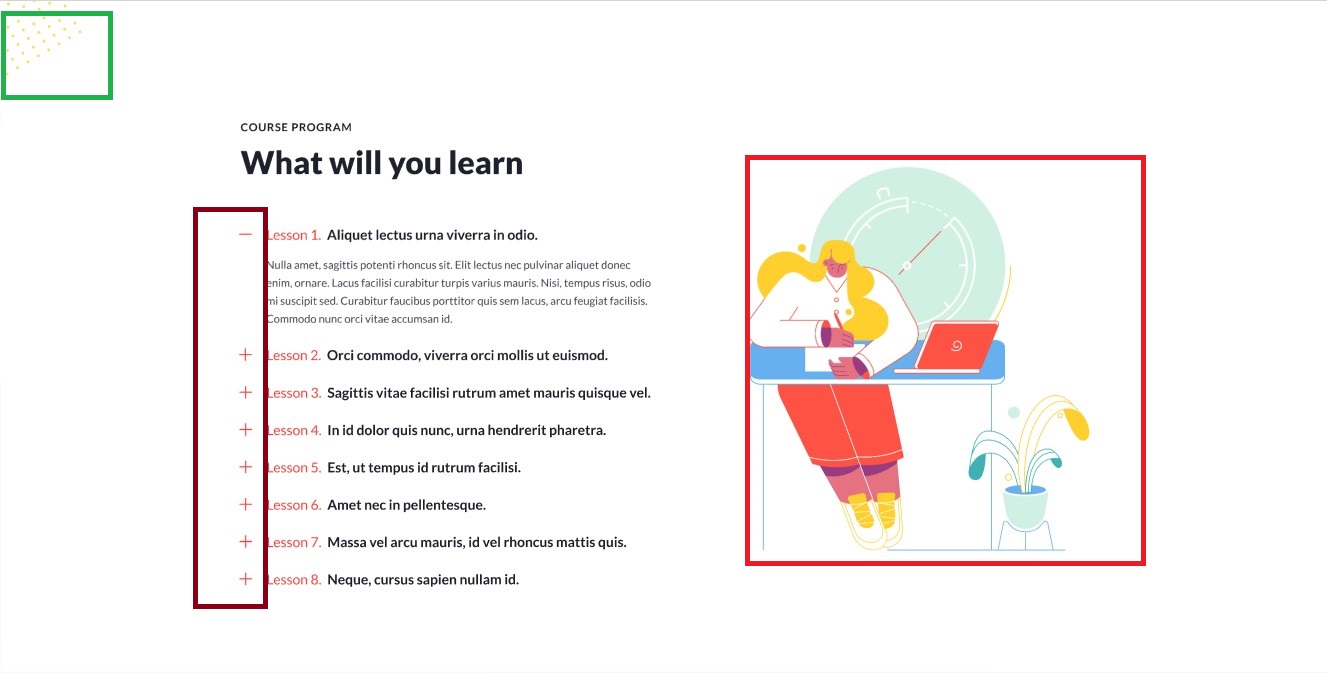 COURSE PROGRAM
What will you learn
Lesson 1. Aliquet lectus urna viverra in odio.
Nulla amet, sagittis potenti rhoncus sit. Elit lectus nec pulvinar aliquet donec
enim, ornare. Lacus facilisi curabitur turpis varius mauris. Nisi, tempus risus, odio
mi suscipit sed. Curabitur faucibus porttitor quis sem lacus, arcu feugiat facilisis.
Commodo nunc orci vitae accumsan id.
Lesson 2. Orci commodo, viverra orci mollis ut euismod.
Lesson 3. Sagittis vitae facilisi rutrum amet mauris quisque vel.
Lesson 4. In id dolor quis nunc, urna hendrerit pharetra.
Lesson 5. Est, ut tempus id rutrum facilisi.
Lesson 6. Amet nec in pellentesque.
Lesson 7. Massa vel arcu mauris, id vel rhoncus mattis quis.
Lesson 8. Neque, cursus sapien nullam id.